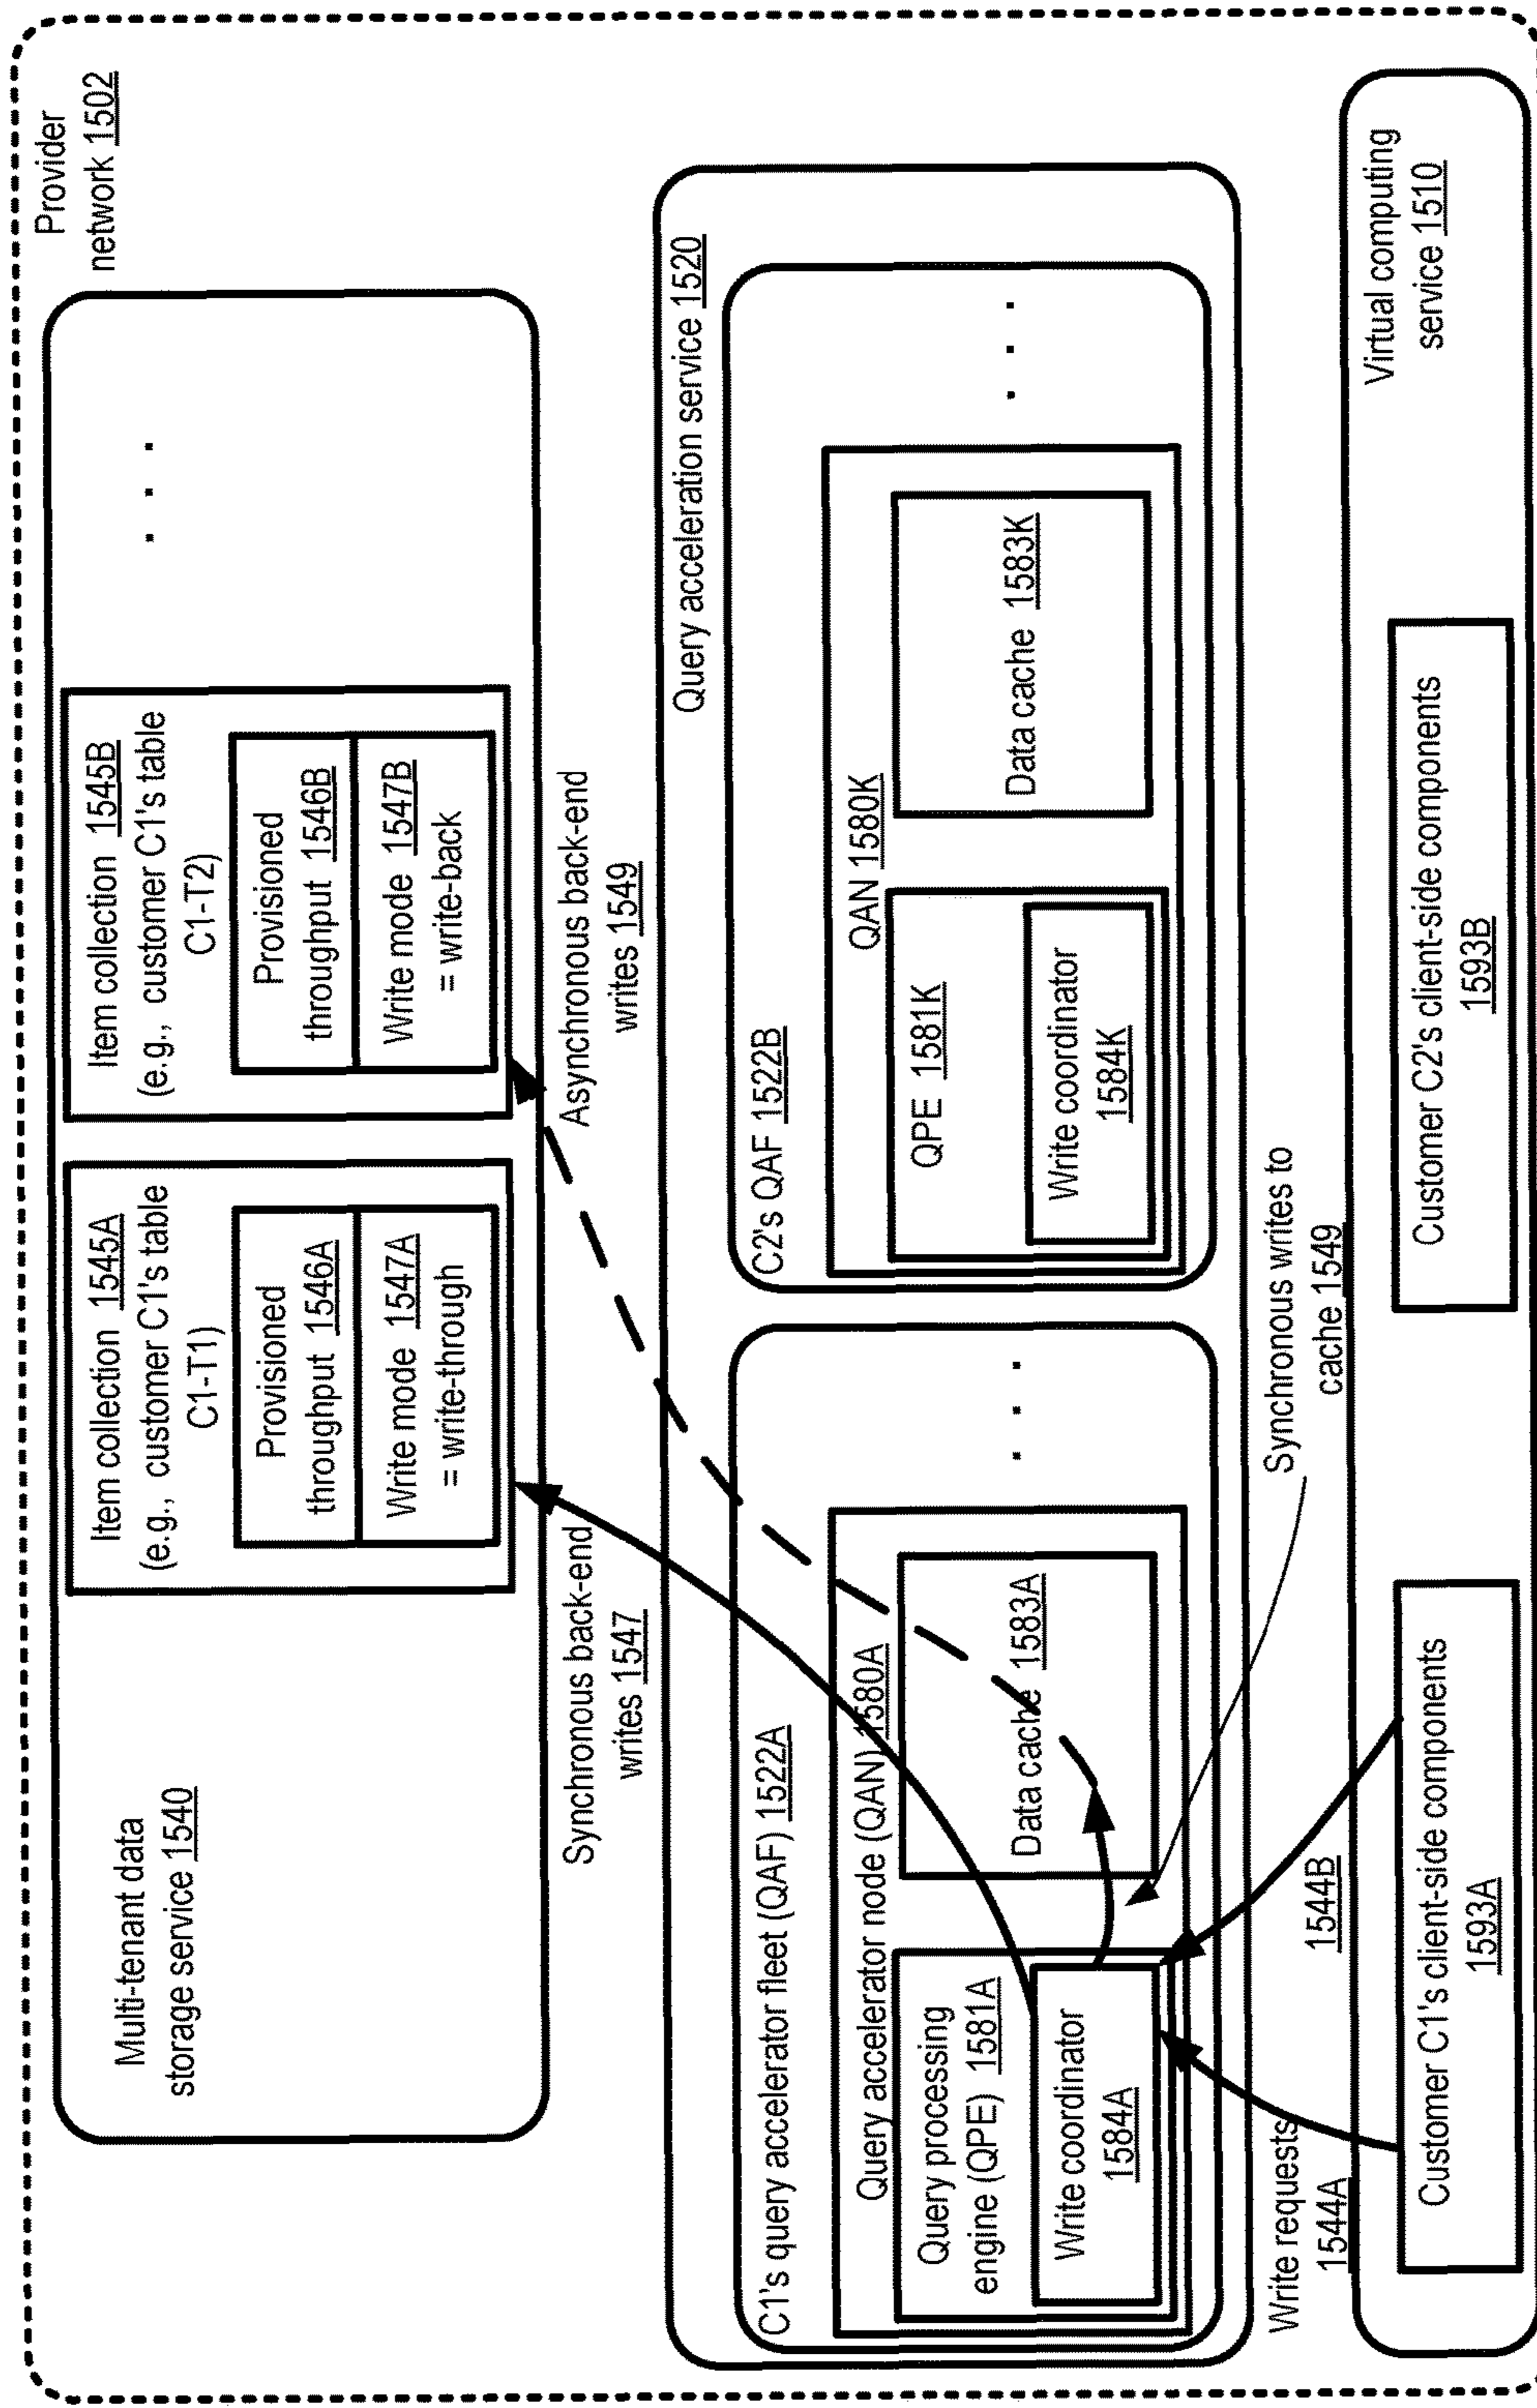 Provider
network 1502
Multi-tenant data
storage service 1540
Item collection 1545A
(e.g., customer C1's table
C1-T1)
Provisioned
throughput 1546A
Write mode 1547A
= write-through
Item collection 1545B
(e.g., customer C1's table
C1-T2)
Provisioned
throughput 1546B
Write mode 1547B
= write-back
. . .
Synchronous back-end
writes 1547
Asynchronous back-end
writes 1549
Query acceleration service 1520
C1's query accelerator fleet (QAF) 1522A
Query accelerator node (QAN) 1580A
Query processing
engine (QPE) 1581A
Write coordinator
1584A
Data cache 1583A
. . .
C2's QAF 1522B
QAN 1580K
QPE 1581K
Write coordinator
1584K
Data cache 1583K
. . .
Write requests
1544A
1544B
Synchronous writes to
cache 1549
Virtual computing
service 1510
Customer C1's client-side components
1593A
Customer C2's client-side components
1593B